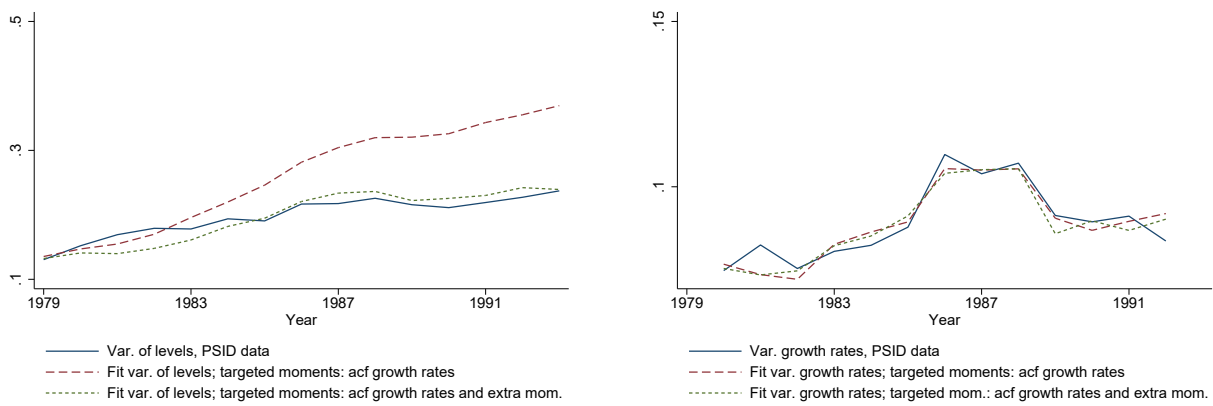 .5
.3
.1
1979 1983 1987 1991
Year
Var. of levels, PSID data
Fit var. of levels; targeted moments: acf growth rates
Fit var. of levels; targeted moments: acf growth rates and extra mom.
.15
.1
1979 1983 1987 1991
Year
Var. growth rates, PSID data
Fit var. growth rates; targeted moments: acf growth rates
Fit var. growth rates; targeted mom.: acf growth rates and extra mom.